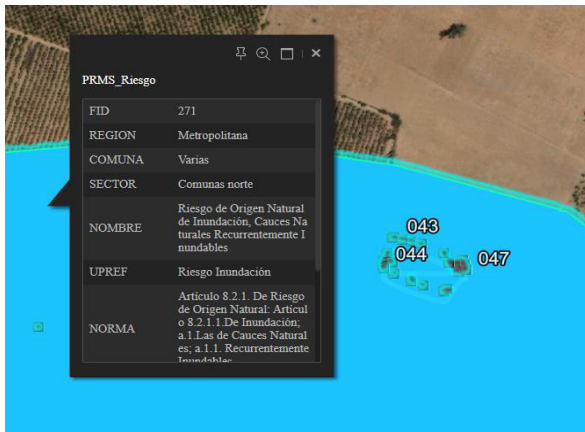 PRMS_Riesgo
FID 271
REGION Metropolitana
COMUNA Varias
SECTOR Comunas norte
NOMBRE Riesgo de Origen Natural
de Inundación, Cauces Na
turales Recurrentemente I
nundables
UPREF Riesgo Inundación
NORMA Artículo 8.2.1. De Riesgo
de Origen Natural: Artícul
o 8.2.1.1.De Inundación;
a.1.Las de Cauces Natural
es; a.1.1. Recurrentemente
Inundables
043
044
047